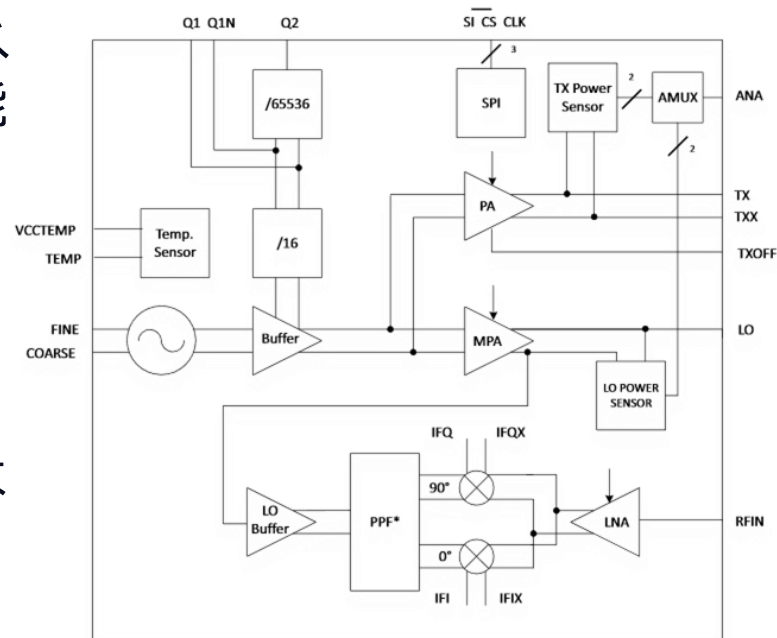 Q1 Q1N Q2 SI CS CLK
3
/65536
SPI
TX Power
Sensor
2
AMUX
ANA
2
PA
TX
TXX
TXOFF
VCCTEMP
TEMP
Temp.
Sensor
/16
FINE
COARSE
Buffer
MPA
LO
LO POWER
SENSOR
IFQ IFQX
90°
LO
Buffer
PPF*
LNA
RFIN
0°
IFI IFIX